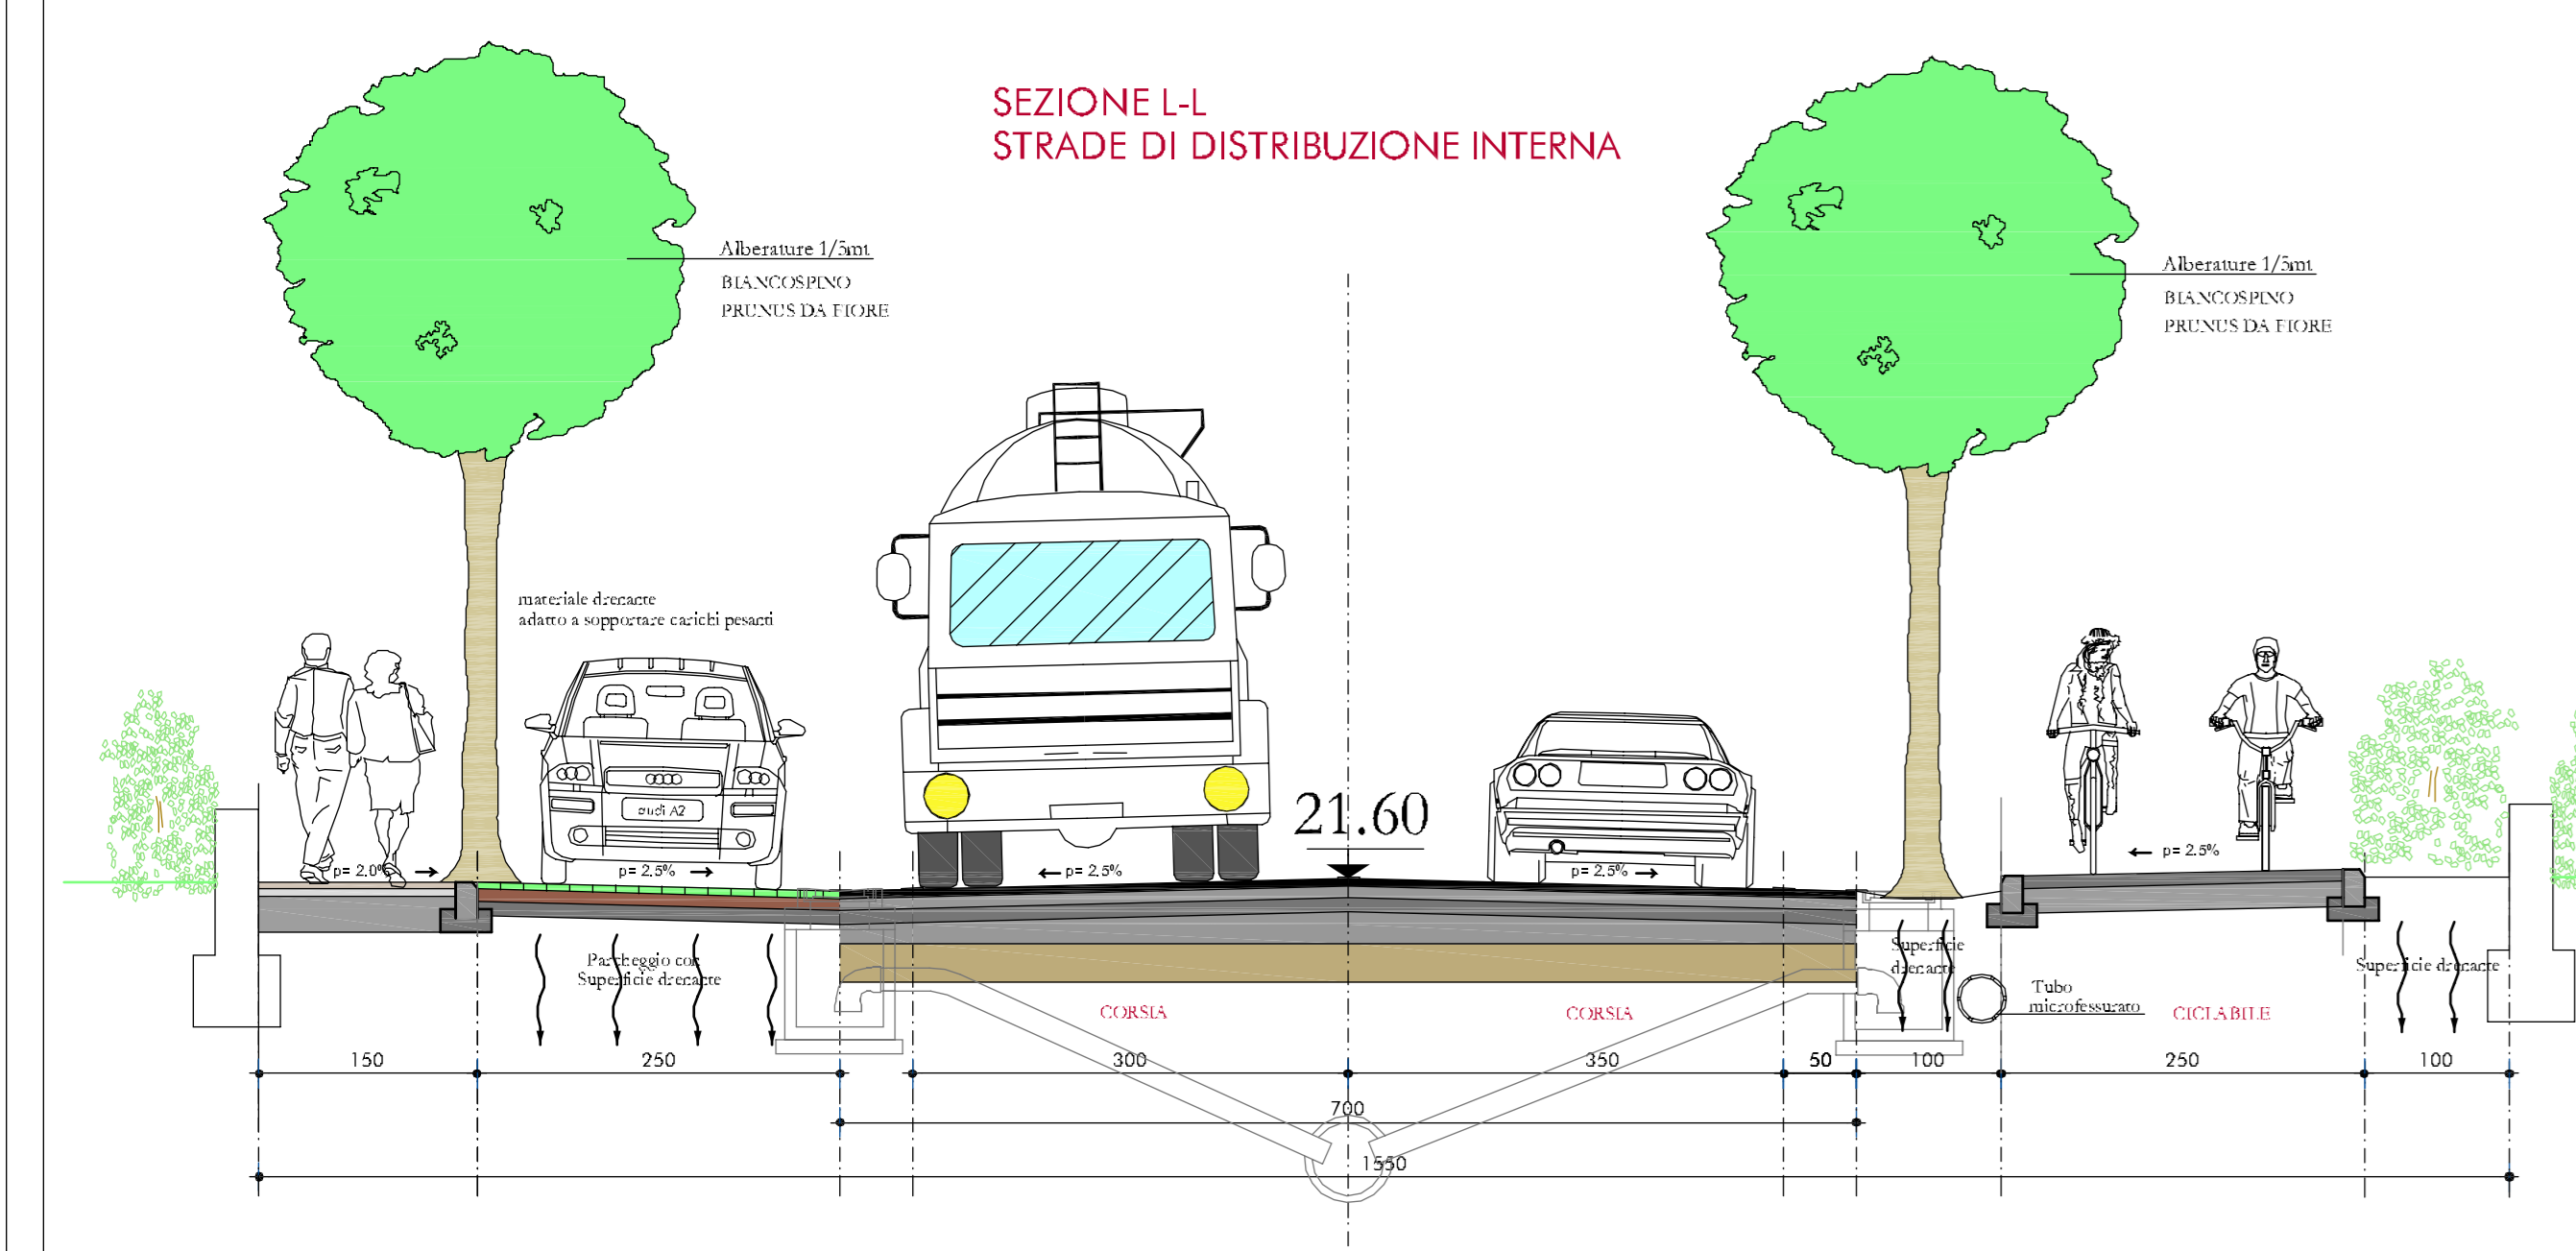 SEZIONE L-L
STRADE DI DISTRIBUZIONE INTERNA
Alberature 1/5mt
BIANCOSPINO
PRUNUS DA FIORE
Alberature 1/5mt
BIANCOSPINO
PRUNUS DA FIORE
materiale drenante
adatto a sopportare carichi pesanti
audi A2
21.60
p= 2,0%
p= 2,5%
p= 2,5%
p= 2,5%
p= 2.5%
Parcheggio con
Superficie drenante
Superficie
drenante
Superficie drenante
Tubo
microfessurato
CORSIA
CORSIA
CICLABILE
150
250
300
350
50
100
250
100
700
1550